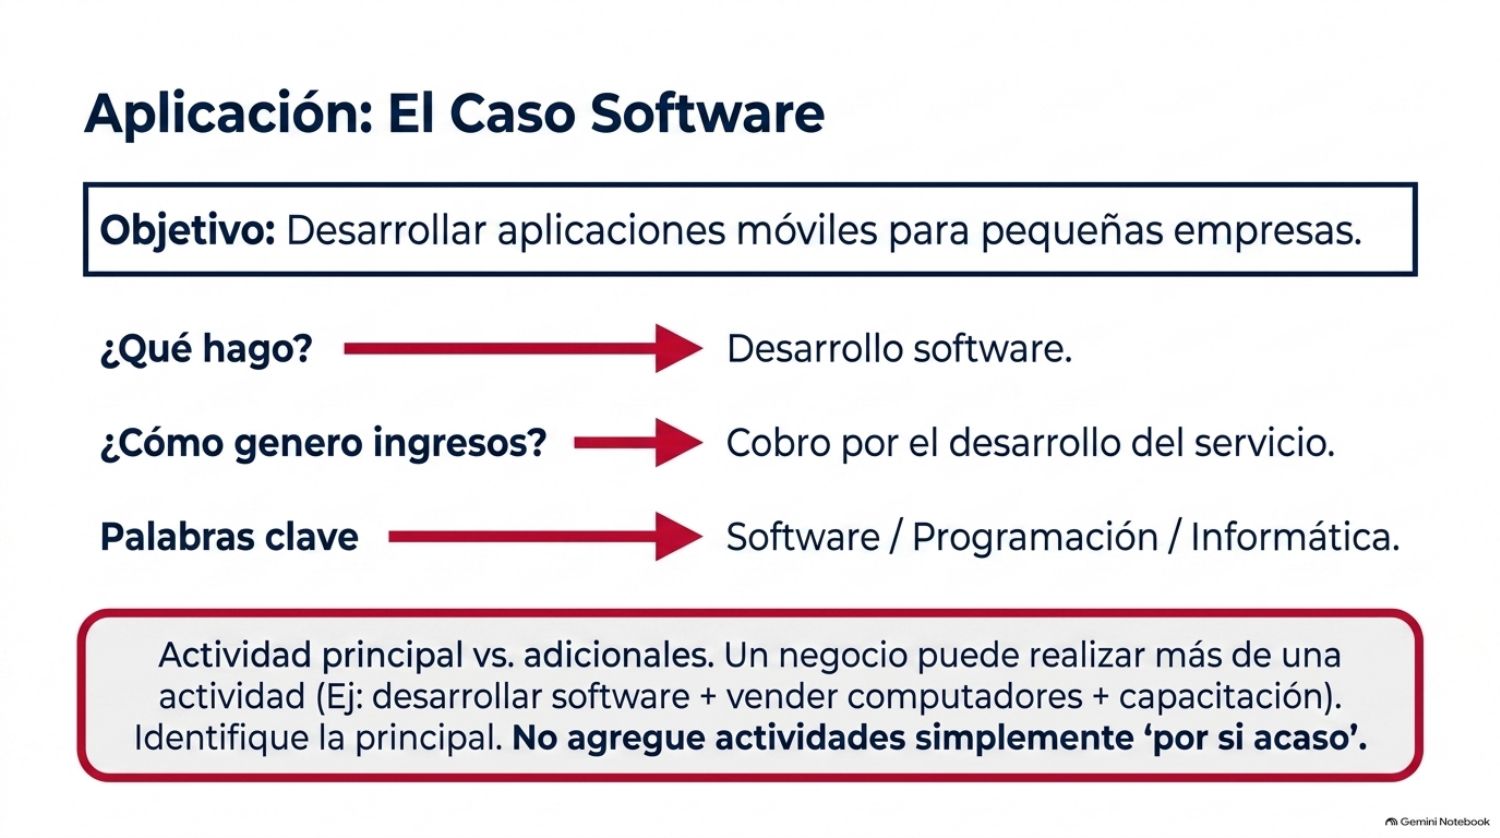 Aplicación: El Caso Software
Objetivo: Desarrollar aplicaciones móviles para pequeñas empresas.
¿Qué hago? Desarrollo software.
¿Cómo genero ingresos? Cobro por el desarrollo del servicio.
Palabras clave Software / Programación / Informática.
Actividad principal vs. adicionales. Un negocio puede realizar más de una
actividad (Ej: desarrollar software + vender computadores + capacitación).
Identifique la principal. No agregue actividades simplemente ‘por si acaso’.
Gemini Notebook